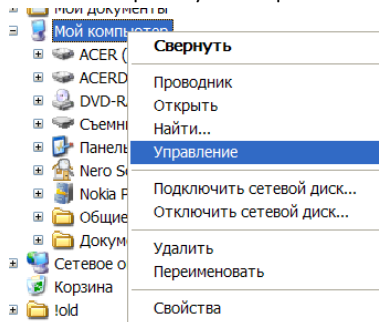 Мои документы
Мой компьютер
ACER (
ACERD
DVD-R
Съемн
Панель
Nero S
Nokia P
Общие
Докум
Сетевое о
Корзина
!old
Свернуть
Проводник
Открыть
Найти...
Управление
Подключить сетевой диск...
Отключить сетевой диск...
Удалить
Переименовать
Свойства